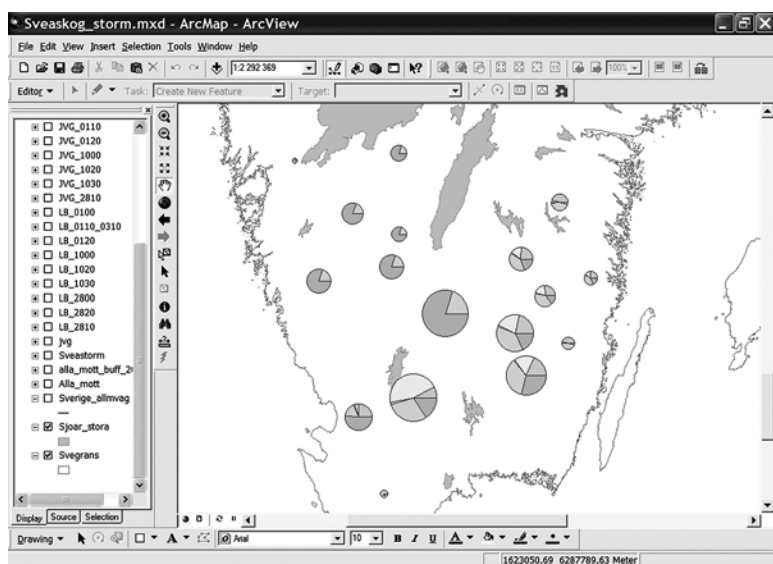 Sveaskog_storm.mxd - ArcMap - ArcView
File Edit View Insert Selection Tools Window Help
1:2 292 369
100%
Editor Task: Create New Feature Target:
JVG_0110
JVG_0120
JVG_1000
JVG_1020
JVG_1030
JVG_2810
LB_0100
LB_0110_0310
LB_0120
LB_1000
LB_1020
LB_1030
LB_2800
LB_2820
LB_2810
jvg
Sveastorm
alla_mott_buff_2
Alla_mott
Sverige_allmvag
Sjoar_stora
Svegrans
Display Source Selection
Drawing A Arial 10 B I U A
1623050,69 6287789,63 Meter